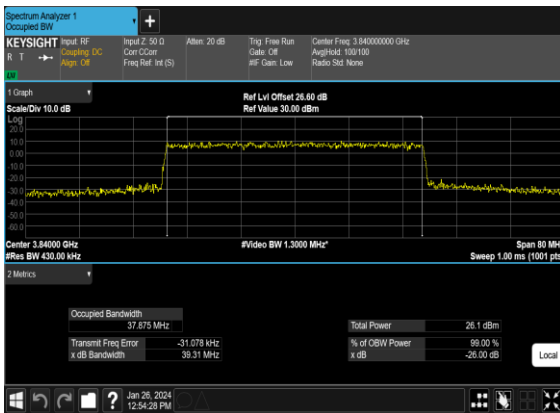 Spectrum Analyzer 1
Occupied BW
+
KEYSIGHT Input: RF Input Z: 50 Ω Atten: 20 dB Trig: Free Run Center Freq: 3.840000000 GHz
R T Coupling: DC Corr CCorr Gate: Off Avg|Hold: 100/100
Align: Off Freq Ref: Int (S) #IF Gain: Low Radio Std: None
LV
1 Graph
Ref Lvl Offset 26.60 dB
Scale/Div 10.0 dB Ref Value 30.00 dBm
Log
20.0
10.0
0.00
-10.0
-20.0
-30.0
-40.0
-50.0
-60.0
Center 3.84000 GHz #Video BW 1.3000 MHz* Span 80 MH
#Res BW 430.00 kHz Sweep 1.00 ms (1001 pts
2 Metrics
Occupied Bandwidth
37.875 MHz Total Power 26.1 dBm
Transmit Freq Error -31.078 kHz % of OBW Power 99.00 %
x dB Bandwidth 39.31 MHz x dB -26.00 dB
Local
?
Jan 26, 2024
12:54:28 PM